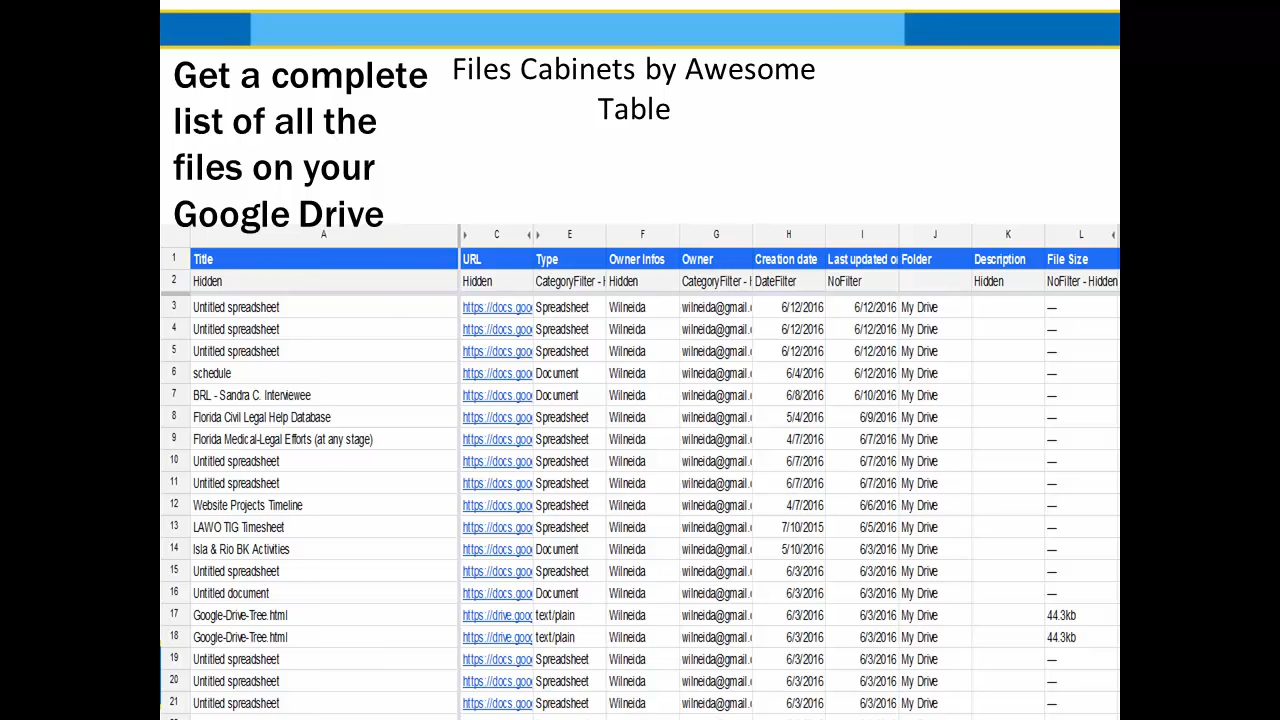 Get a complete
list of all the
files on your
Google Drive
Files Cabinets by Awesome
Table
A C E F G H I J K L
1 Title URL Type Owner Infos Owner Creation date Last updated o Folder Description File Size
2 Hidden Hidden CategoryFilter - H Hidden CategoryFilter - H DateFilter NoFilter Hidden NoFilter - Hidden
3 Untitled spreadsheet https://docs.goo Spreadsheet Wilneida wilneida@gmail.c 6/12/2016 6/12/2016 My Drive —
4 Untitled spreadsheet https://docs.goo Spreadsheet Wilneida wilneida@gmail.c 6/12/2016 6/12/2016 My Drive —
5 Untitled spreadsheet https://docs.goo Spreadsheet Wilneida wilneida@gmail.c 6/12/2016 6/12/2016 My Drive —
6 schedule https://docs.goo Document Wilneida wilneida@gmail.c 6/4/2016 6/12/2016 My Drive —
7 BRL - Sandra C. Interviewee https://docs.goo Document Wilneida wilneida@gmail.c 6/8/2016 6/10/2016 My Drive —
8 Florida Civil Legal Help Database https://docs.goo Spreadsheet Wilneida wilneida@gmail.c 5/4/2016 6/9/2016 My Drive —
9 Florida Medical-Legal Efforts (at any stage) https://docs.goo Spreadsheet Wilneida wilneida@gmail.c 4/7/2016 6/7/2016 My Drive —
10 Untitled spreadsheet https://docs.goo Spreadsheet Wilneida wilneida@gmail.c 6/7/2016 6/7/2016 My Drive —
11 Untitled spreadsheet https://docs.goo Spreadsheet Wilneida wilneida@gmail.c 6/7/2016 6/7/2016 My Drive —
12 Website Projects Timeline https://docs.goo Spreadsheet Wilneida wilneida@gmail.c 4/7/2016 6/6/2016 My Drive —
13 LAWO TIG Timesheet https://docs.goo Spreadsheet Wilneida wilneida@gmail.c 7/10/2015 6/5/2016 My Drive —
14 Isla & Rio BK Activities https://docs.goo Document Wilneida wilneida@gmail.c 5/10/2016 6/3/2016 My Drive —
15 Untitled spreadsheet https://docs.goo Spreadsheet Wilneida wilneida@gmail.c 6/3/2016 6/3/2016 My Drive —
16 Untitled document https://docs.goo Document Wilneida wilneida@gmail.c 6/3/2016 6/3/2016 My Drive —
17 Google-Drive-Tree.html https://drive.goo text/plain Wilneida wilneida@gmail.c 6/3/2016 6/3/2016 My Drive 44.3kb
18 Google-Drive-Tree.html https://drive.goo text/plain Wilneida wilneida@gmail.c 6/3/2016 6/3/2016 My Drive 44.3kb
19 Untitled spreadsheet https://docs.goo Spreadsheet Wilneida wilneida@gmail.c 6/3/2016 6/3/2016 My Drive —
20 Untitled spreadsheet https://docs.goo Spreadsheet Wilneida wilneida@gmail.c 6/3/2016 6/3/2016 My Drive —
21 Untitled spreadsheet https://docs.goo Spreadsheet Wilneida wilneida@gmail.c 6/3/2016 6/3/2016 My Drive —